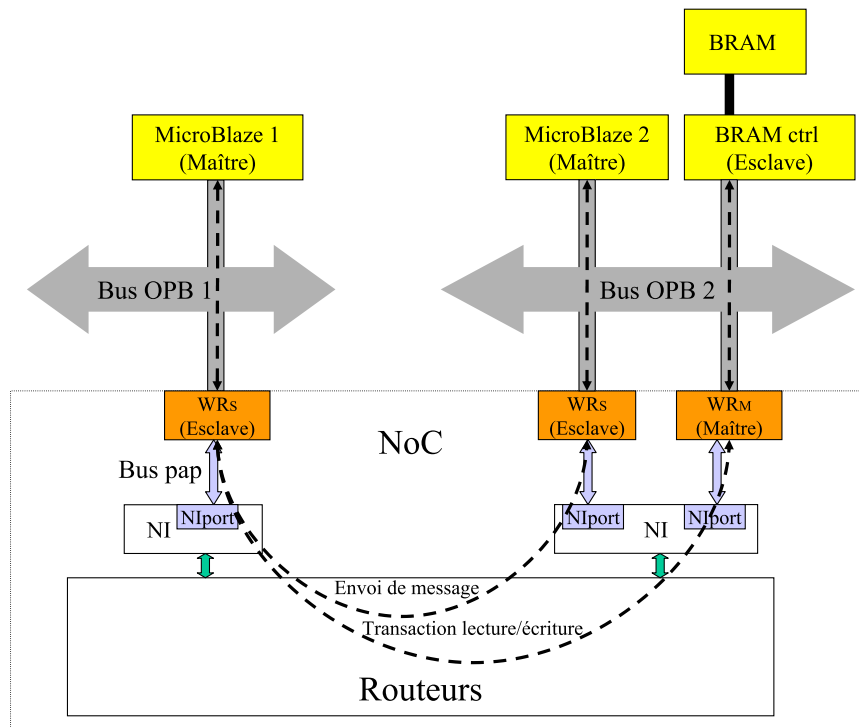 BRAM
MicroBlaze 1
(Maître)
MicroBlaze 2
(Maître)
BRAM ctrl
(Esclave)
Bus OPB 1
Bus OPB 2
WRS
(Esclave)
WRS
(Esclave)
WRM
(Maître)
NoC
Bus pap
NI
NIport
NIport
NI
NIport
Envoi de message
Transaction lecture/écriture
Routeurs